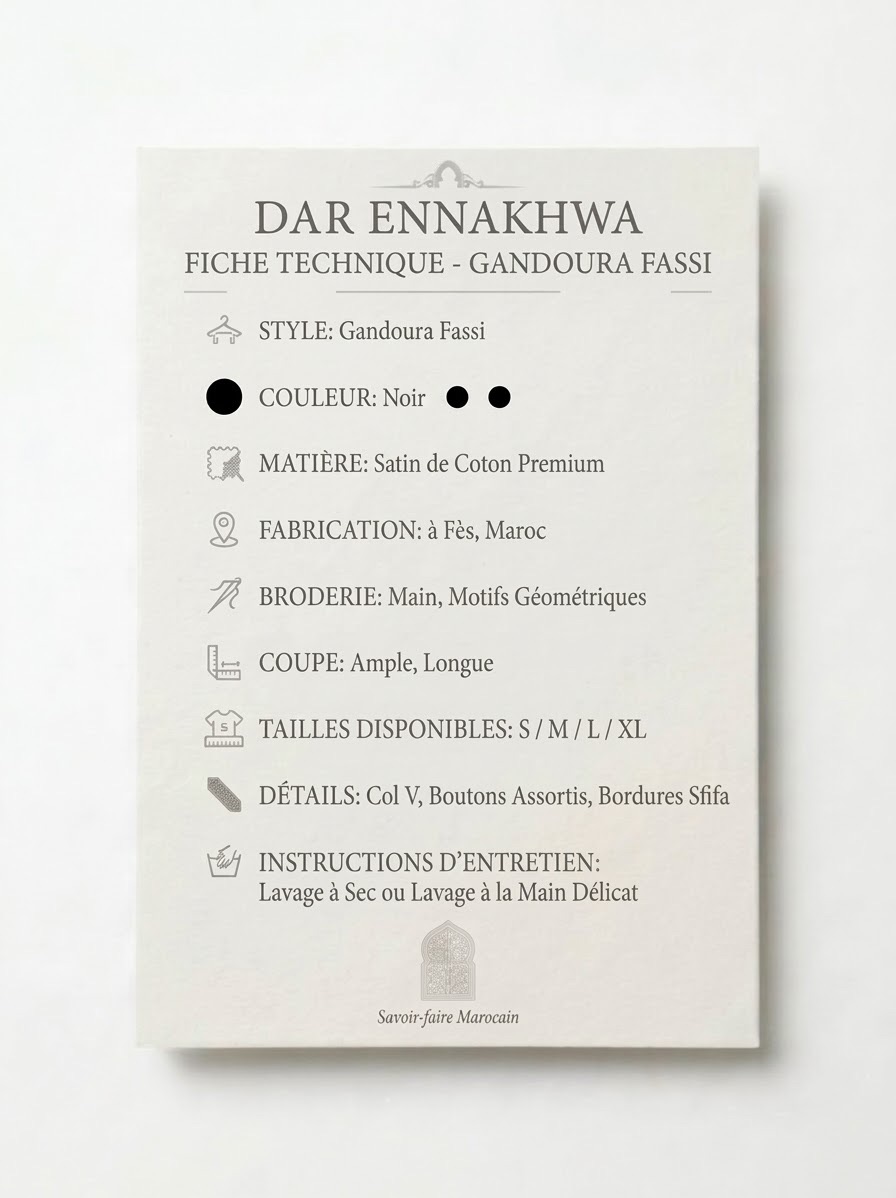 DAR ENNAKHWA
FICHE TECHNIQUE - GANDOURA FASSI
STYLE: Gandoura Fassi
COULEUR: Noir
MATIÈRE: Satin de Coton Premium
FABRICATION: à Fès, Maroc
BRODERIE: Main, Motifs Géométriques
COUPE: Ample, Longue
S
TAILLES DISPONIBLES: S / M / L / XL
DÉTAILS: Col V, Boutons Assortis, Bordures Sfifa
INSTRUCTIONS D’ENTRETIEN:
Lavage à Sec ou Lavage à la Main Délicat
Savoir-faire Marocain